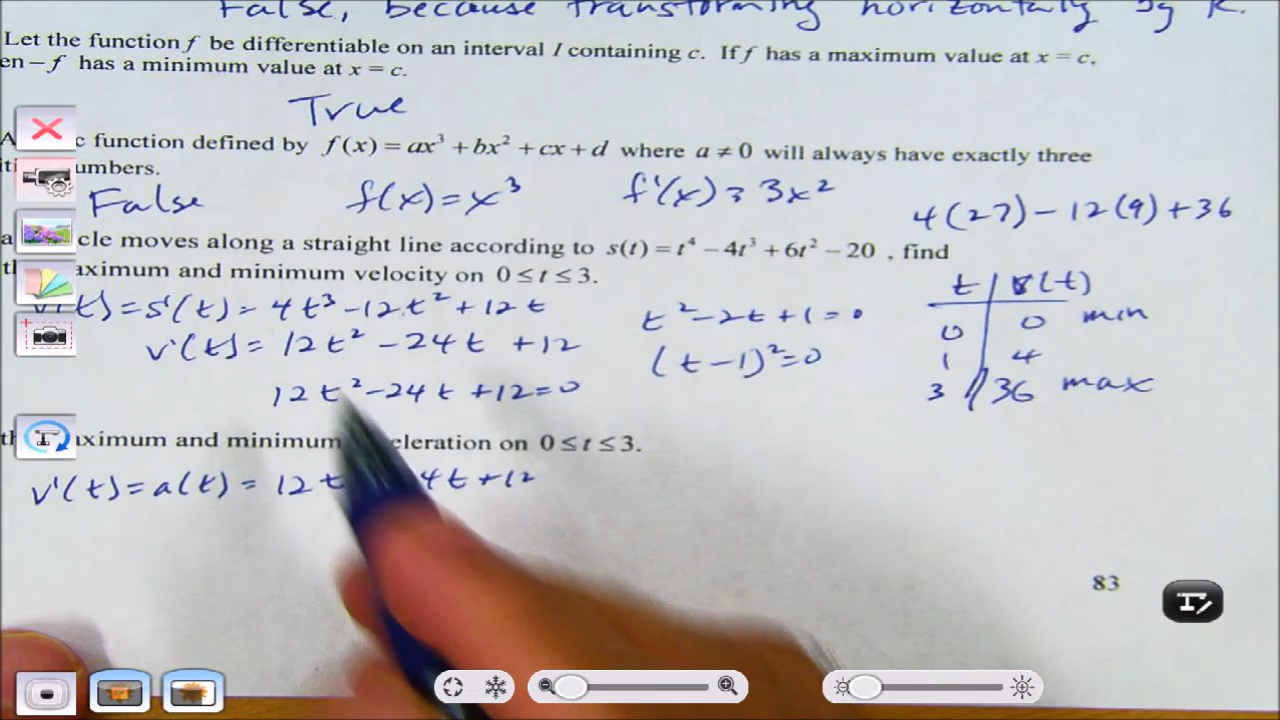 False, because transforming horizontally by K.
Let the function f be differentiable on an interval I containing c. If f has a maximum value at x = c,
en −f has a minimum value at x = c.
True
function defined by f(x) = ax³ + bx² + cx + d where a ≠ 0 will always have exactly three
umbers.
False f(x) = x³ f'(x) = 3x² 4(27) − 12(9) + 36
cle moves along a straight line according to s(t) = t⁴ − 4t³ + 6t² − 20 , find
aximum and minimum velocity on 0 ≤ t ≤ 3.
v(t) = s'(t) = 4t³ − 12t² + 12t
v'(t) = 12t² − 24t + 12
12t² − 24t + 12 = 0
t² − 2t + 1 = 0
(t − 1)² = 0
t | v(t)
0 | 0 min
1 | 4
3 | 36 max
aximum and minimum eleration on 0 ≤ t ≤ 3.
v'(t) = a(t) = 12t 4t + 12
83